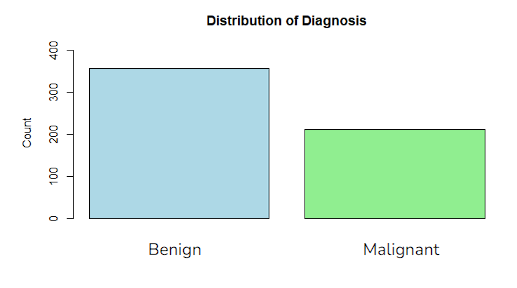 Distribution of Diagnosis
Count
400
300
200
100
0
Benign
Malignant